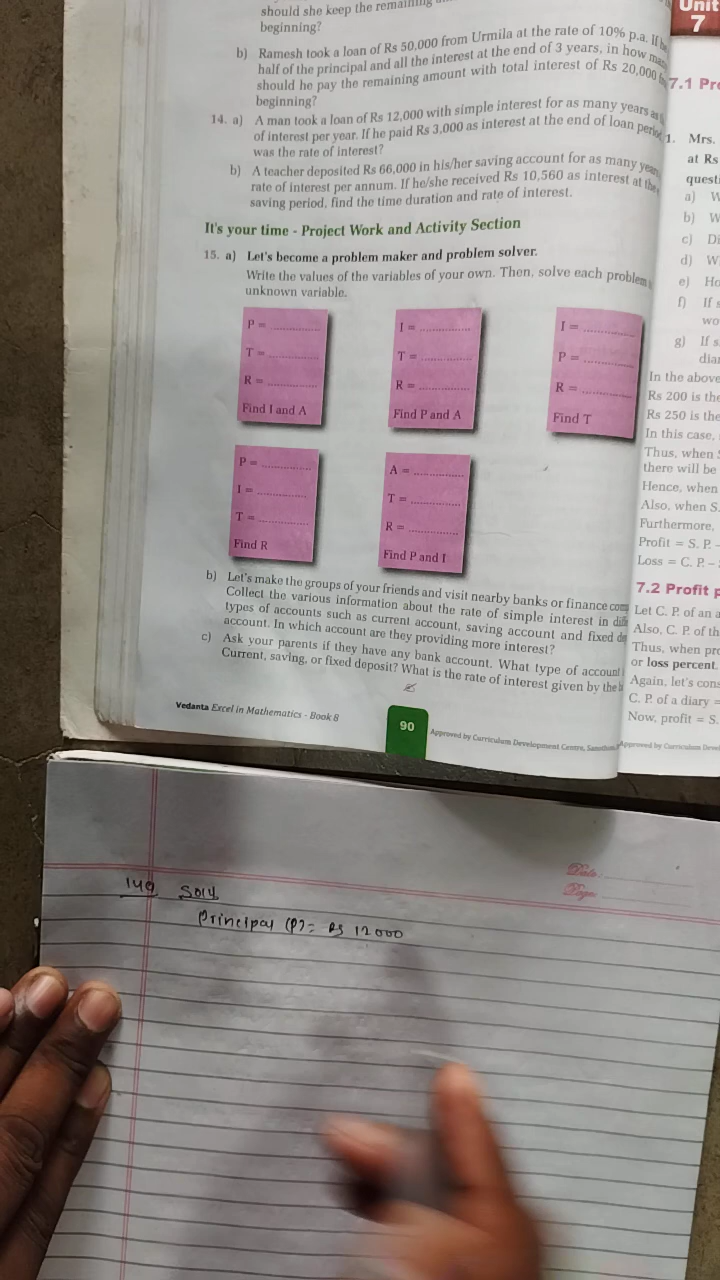 should she keep the remaining
beginning?
b) Ramesh took a loan of Rs 50,000 from Urmila at the rate of 10% p.a. If he
half of the principal and all the interest at the end of 3 years, in how
should he pay the remaining amount with total interest of Rs 20,000
beginning?
14. a) A man took a loan of Rs 12,000 with simple interest for as many years as
of interest per year. If he paid Rs 3,000 as interest at the end of loan
was the rate of interest?
b) A teacher deposited Rs 66,000 in his/her saving account for as many
rate of interest per annum. If he/she received Rs 10,560 as interest at the
saving period, find the time duration and rate of interest.
It's your time - Project Work and Activity Section
15. a) Let's become a problem maker and problem solver.
Write the values of the variables of your own. Then, solve each problem
unknown variable.
P = ..............
T = ..............
R = ..............
Find I and A
I = ..............
T = ..............
R = ..............
Find P and A
I = ..............
P = ..............
R = ..............
Find T
P = ..............
I = ..............
T = ..............
Find R
A = ..............
T = ..............
R = ..............
Find P and I
b) Let's make the groups of your friends and visit nearby banks or finance
Collect the various information about the rate of simple interest in
types of accounts such as current account, saving account and fixed
account. In which account are they providing more interest?
c) Ask your parents if they have any bank account. What type of account
Current, saving, or fixed deposit? What is the rate of interest given by the
Vedanta Excel in Mathematics - Book 8
90
Approved by Curriculum Development Centre,
Unit
7
7.1
1. Mrs.
at Rs
a) W
b) W
c) Di
d) W
e) Ho
f) If s
wo
g) If s
In the above
Rs 200 is the
Rs 250 is the
In this case,
Thus, when
there will be
Hence, when
Also, when S.
Furthermore,
Profit = S. P. -
Loss = C. P. -
7.2 Profit
Let C. P. of an
Also, C. P. of
Thus, when
or loss percent.
Again, let's
C. P. of a diary =
Now, profit = S.
Approved by Curriculum
Date:
Page:
14a Soln
Principal (P) = Rs 12000